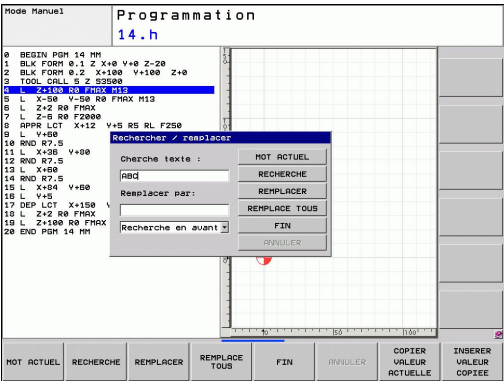 Mode Manuel
Programmation
14.h
0 BEGIN PGM 14 MM
1 BLK FORM 0.1 Z X+0 Y+0 Z-20
2 BLK FORM 0.2 X+100 Y+100 Z+0
3 TOOL CALL 5 Z S3500
4 L Z+100 R0 FMAX M13
5 L X-50 Y-50 R0 FMAX M13
6 L Z+2 R0 FMAX
7 L Z-6 R0 F2000
8 APPR LCT X+12 Y+5 R5 RL F250
9 L Y+60
10 RND R7.5
11 L X+36 Y+80
12 RND R7.5
13 L X+60
14 RND R7.5
15 L X+84 Y+60
16 L Y+5
17 DEP LCT X+150 Y
18 L Z+2 R0 FMAX
19 L Z+100 R0 FMAX
20 END PGM 14 MM
Rechercher / remplacer
Cherche texte :
ABC
Remplacer par:
Recherche en avant
MOT ACTUEL
RECHERCHE
REMPLACER
REMPLACE TOUS
FIN
ANNULER
0
50
100
MOT ACTUEL
RECHERCHE
REMPLACER
REMPLACE
TOUS
FIN
ANNULER
COPIER
VALEUR
ACTUELLE
INSERER
VALEUR
COPIEE